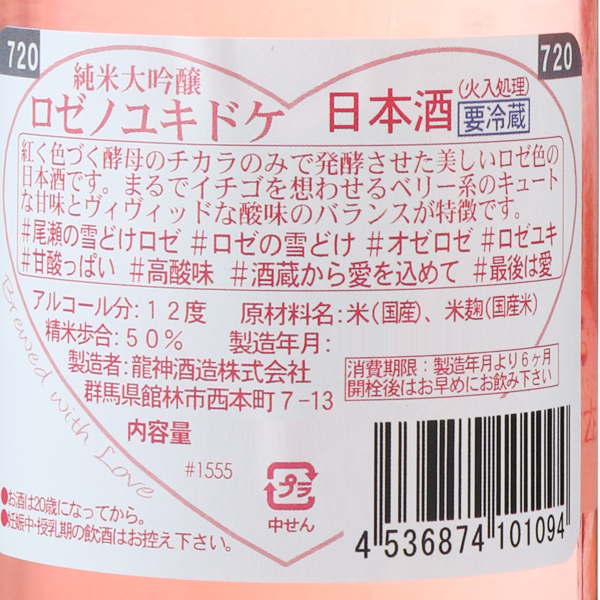 720
720
純米大吟醸
ロゼノユキドケ
日本酒
(火入処理)
要冷蔵
紅く色づく酵母のチカラのみで発酵させた美しいロゼ色の
日本酒です。まるでイチゴを想わせるベリー系のキュート
な甘味とヴィヴィッドな酸味のバランスが特徴です。
#尾瀬の雪どけロゼ #ロゼの雪どけ #オゼロゼ #ロゼユキ
#甘酸っぱい #高酸味 #酒蔵から愛を込めて #最後は愛
アルコール分：12度 原材料名：米(国産)、米麹(国産米)
精米歩合：50% 製造年月：
製造者：龍神酒造株式会社
群馬県館林市西本町7-13
消費期限：製造年月より6ヶ月
開栓後はお早めにお飲み下さい
内容量
#1555
プラ
中せん
Brewed with Love
●お酒は20歳になってから。
●妊娠中・授乳期の飲酒はお控え下さい。
4 536874 101094